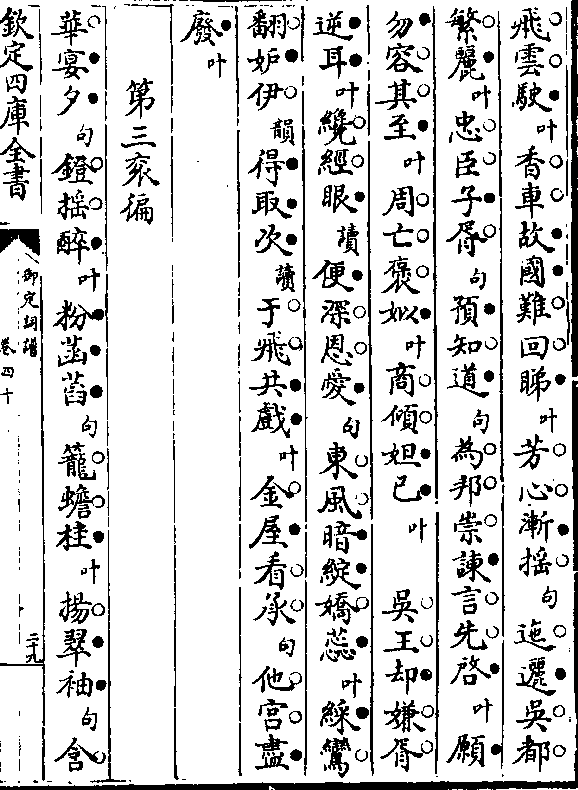 飛雲駛叶香車故國難回睇叶芳心漸摇句迤邐吳都
繁麗叶忠臣子胥句預知道句為邦祟諫言先啓叶願
勿容其至叶周亡褒姒叶商傾妲己叶吳王却嫌胥
逆耳叶纔經眼讀便深恩愛句東風暗綻嬌蕊叶綵鸞
翻妒伊韻得取次讀于飛共戲叶金屋看承句他宮盡
廢叶
第三衮徧
華宴夕句鐙摇醉叶粉菡萏句籠蟾桂叶揚翠袖句含
欽定四庫全書
御定詞譜
卷四十
二十九